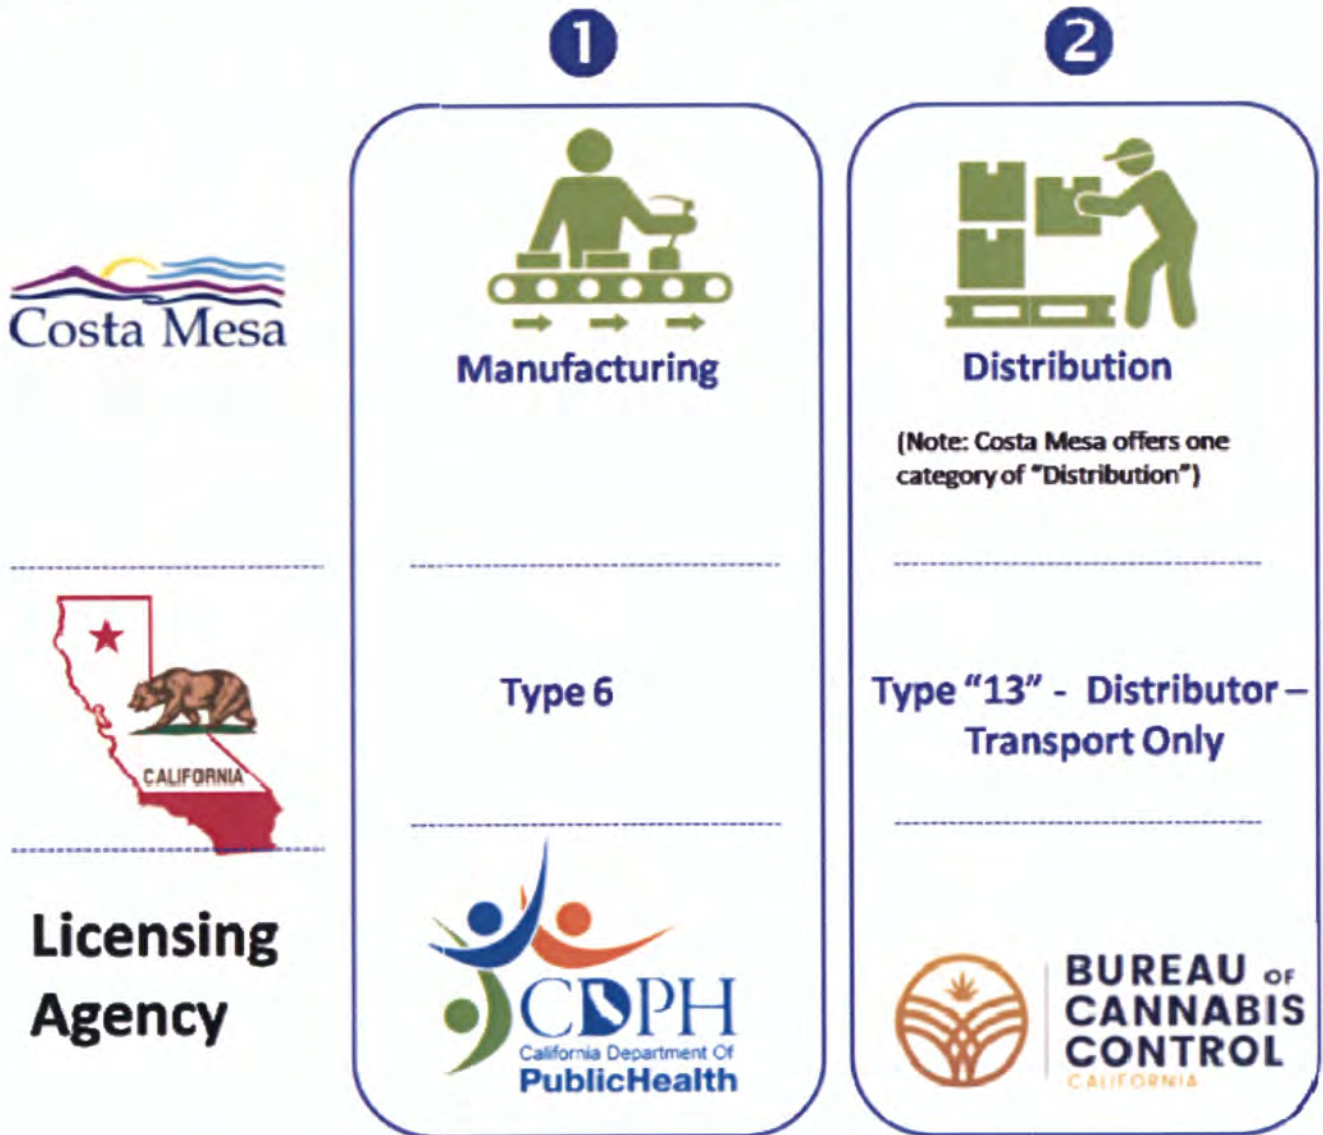 1
2
Costa Mesa
Manufacturing
Distribution
(Note: Costa Mesa offers one
category of "Distribution")
CALIFORNIA
Type 6
Type "13" - Distributor –
Transport Only
Licensing
Agency
CDPH
California Department Of
PublicHealth
BUREAU OF
CANNABIS
CONTROL
CALIFORNIA